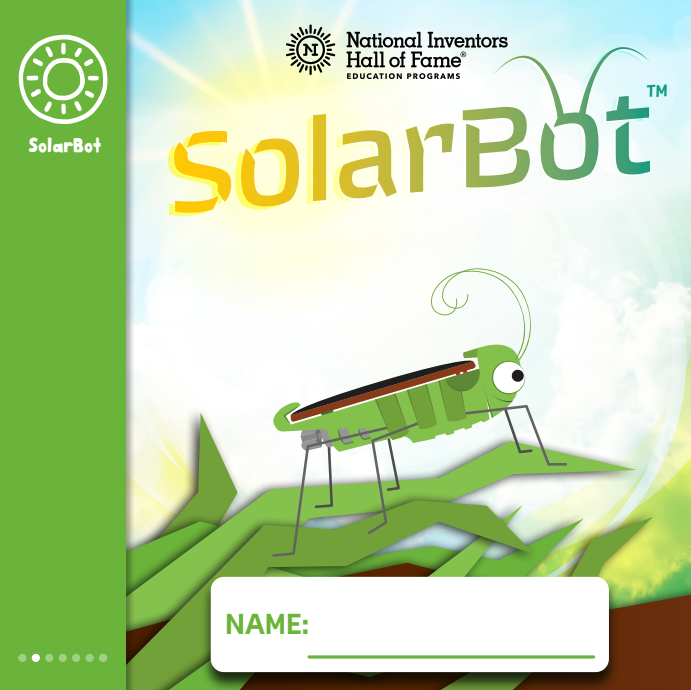 SolarBot
National Inventors
Hall of Fame®
EDUCATION PROGRAMS
N
SolarBot™
NAME: